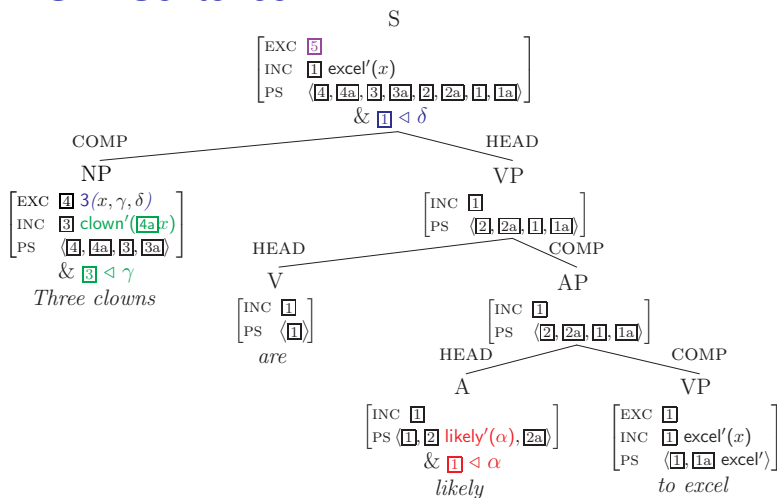 S
EXC 5
INC 1 excel′(x)
PS ⟨4, 4a, 3, 3a, 2, 2a, 1, 1a⟩
& 1 ◁ δ
COMP HEAD
NP VP
EXC 4 3(x, γ, δ)
INC 3 clown′(4a x)
PS ⟨4, 4a, 3, 3a⟩
& 3 ◁ γ
Three clowns
INC 1
PS ⟨2, 2a, 1, 1a⟩
HEAD COMP
V AP
INC 1
PS ⟨1⟩
are
INC 1
PS ⟨2, 2a, 1, 1a⟩
HEAD COMP
A VP
INC 1
PS ⟨1, 2 likely′(α), 2a⟩
& 1 ◁ α
likely
EXC 1
INC 1 excel′(x)
PS ⟨1, 1a excel′⟩
to excel